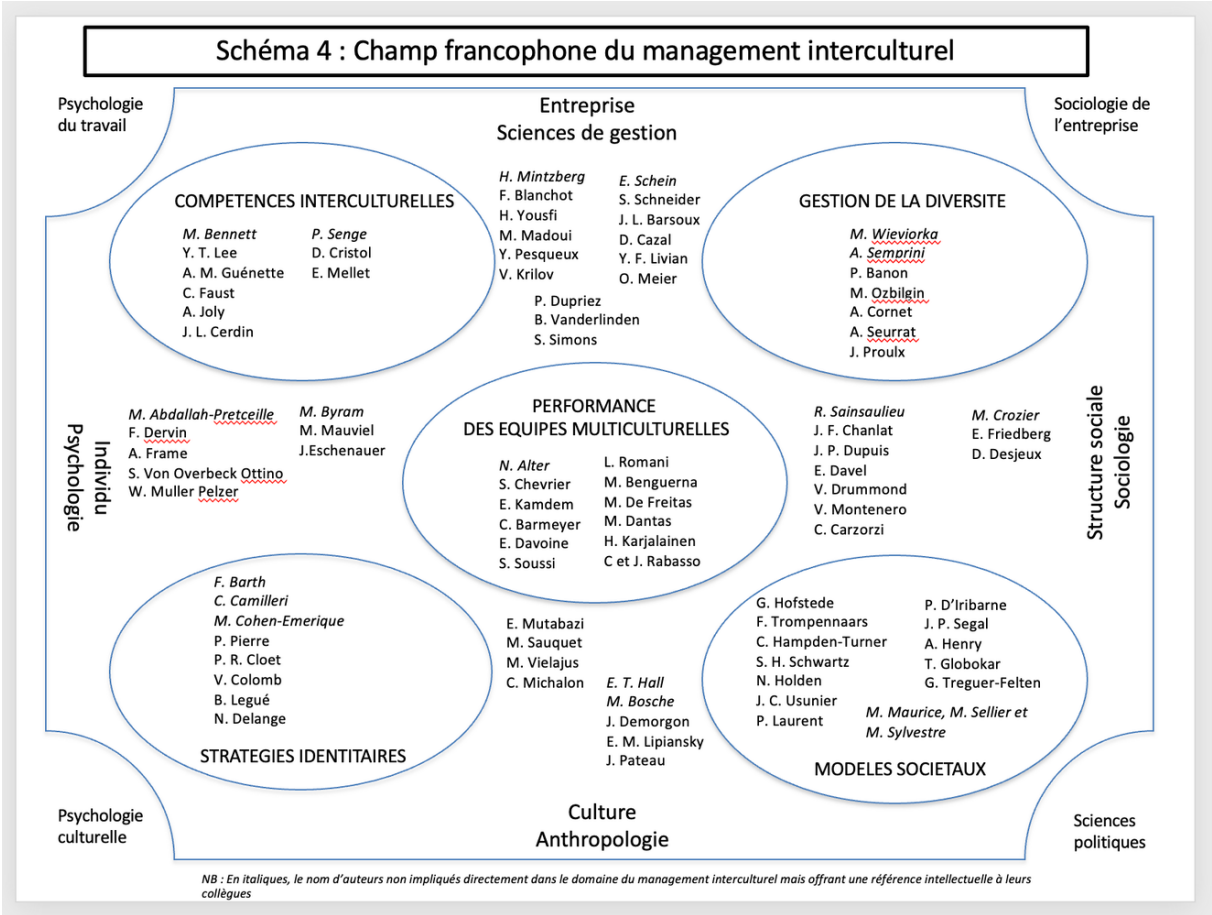 Schéma 4 : Champ francophone du management interculturel
Psychologie
du travail
Entreprise
Sciences de gestion
Sociologie de
l'entreprise
COMPETENCES INTERCULTURELLES
M. Bennett
Y. T. Lee
A. M. Guénette
C. Faust
A. Joly
J. L. Cerdin
P. Senge
D. Cristol
E. Mellet
H. Mintzberg
F. Blanchot
H. Yousfi
M. Madoui
Y. Pesqueux
V. Krilov
E. Schein
S. Schneider
J. L. Barsoux
D. Cazal
Y. F. Livian
O. Meier
P. Dupriez
B. Vanderlinden
S. Simons
GESTION DE LA DIVERSITE
M. Wieviorka
A. Semprini
P. Banon
M. Ozbilgin
A. Cornet
A. Seurrat
J. Proulx
Individu
Psychologie
M. Abdallah-Pretceille
F. Dervin
A. Frame
S. Von Overbeck Ottino
W. Muller Pelzer
M. Byram
M. Mauviel
J.Eschenauer
PERFORMANCE
DES EQUIPES MULTICULTURELLES
N. Alter
S. Chevrier
E. Kamdem
C. Barmeyer
E. Davoine
S. Soussi
L. Romani
M. Benguerna
M. De Freitas
M. Dantas
H. Karjalainen
C et J. Rabasso
R. Sainsaulieu
J. F. Chanlat
J. P. Dupuis
E. Davel
V. Drummond
V. Montenero
C. Carzorzi
M. Crozier
E. Friedberg
D. Desjeux
Structure sociale
Sociologie
F. Barth
C. Camilleri
M. Cohen-Emerique
P. Pierre
P. R. Cloet
V. Colomb
B. Legué
N. Delange
STRATEGIES IDENTITAIRES
E. Mutabazi
M. Sauquet
M. Vielajus
C. Michalon
E. T. Hall
M. Bosche
J. Demorgon
E. M. Lipiansky
J. Pateau
G. Hofstede
F. Trompennaars
C. Hampden-Turner
S. H. Schwartz
N. Holden
J. C. Usunier
P. Laurent
P. D'Iribarne
J. P. Segal
A. Henry
T. Globokar
G. Treguer-Felten
M. Maurice, M. Sellier et
M. Sylvestre
MODELES SOCIETAUX
Psychologie
culturelle
Culture
Anthropologie
Sciences
politiques
NB : En italiques, le nom d'auteurs non impliqués directement dans le domaine du management interculturel mais offrant une référence intellectuelle à leurs
collègues